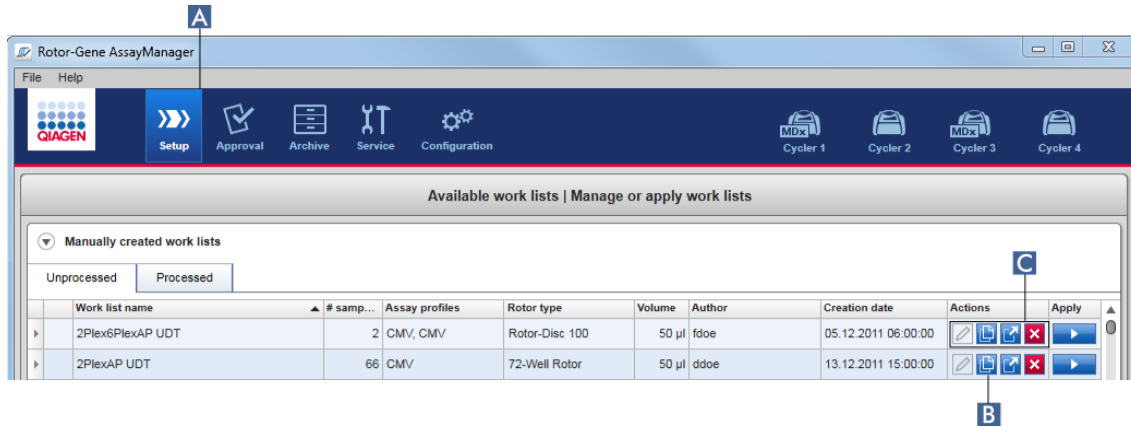 A
Rotor-Gene AssayManager
File Help
QIAGEN
Setup Approval Archive Service Configuration
MDx MDx
Cycler 1 Cycler 2 Cycler 3 Cycler 4
Available work lists | Manage or apply work lists
Manually created work lists
C
Unprocessed Processed
Work list name # samp... Assay profiles Rotor type Volume Author Creation date Actions Apply
2Plex6PlexAP UDT 2 CMV, CMV Rotor-Disc 100 50 µl fdoe 05.12.2011 06:00:00
2PlexAP UDT 66 CMV 72-Well Rotor 50 µl ddoe 13.12.2011 15:00:00
B